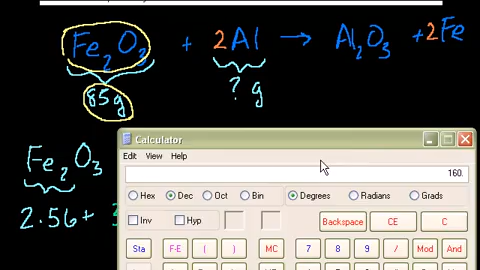 Fe2O3 + 2Al → Al2O3 + 2Fe
85g ? g
Calculator
Edit View Help
160.
Hex Dec Oct Bin Degrees Radians Grads
Inv Hyp Backspace CE C
Sta F-E ( ) MC 7 8 9 / Mod And
Fe2O3
2.56+